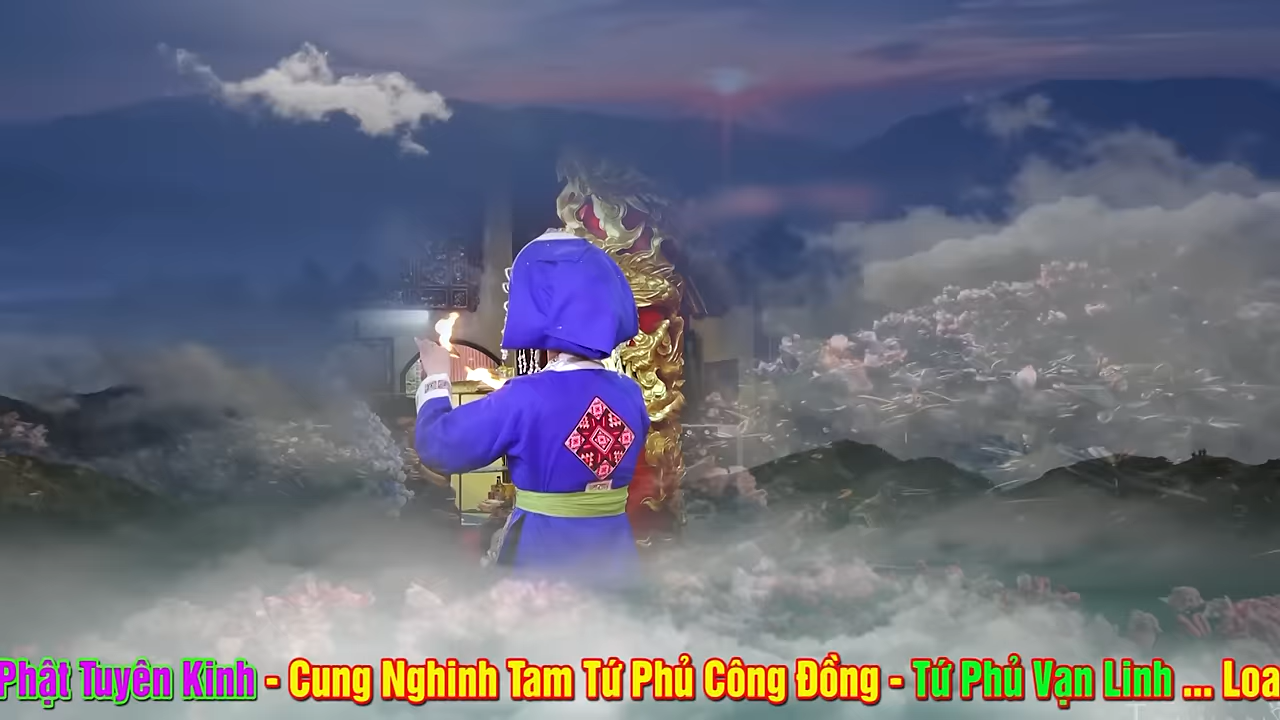 Phật Tuyên Kinh - Cung Nghinh Tam Tứ Phủ Công Đồng - Tứ Phủ Vạn Linh ... Loa